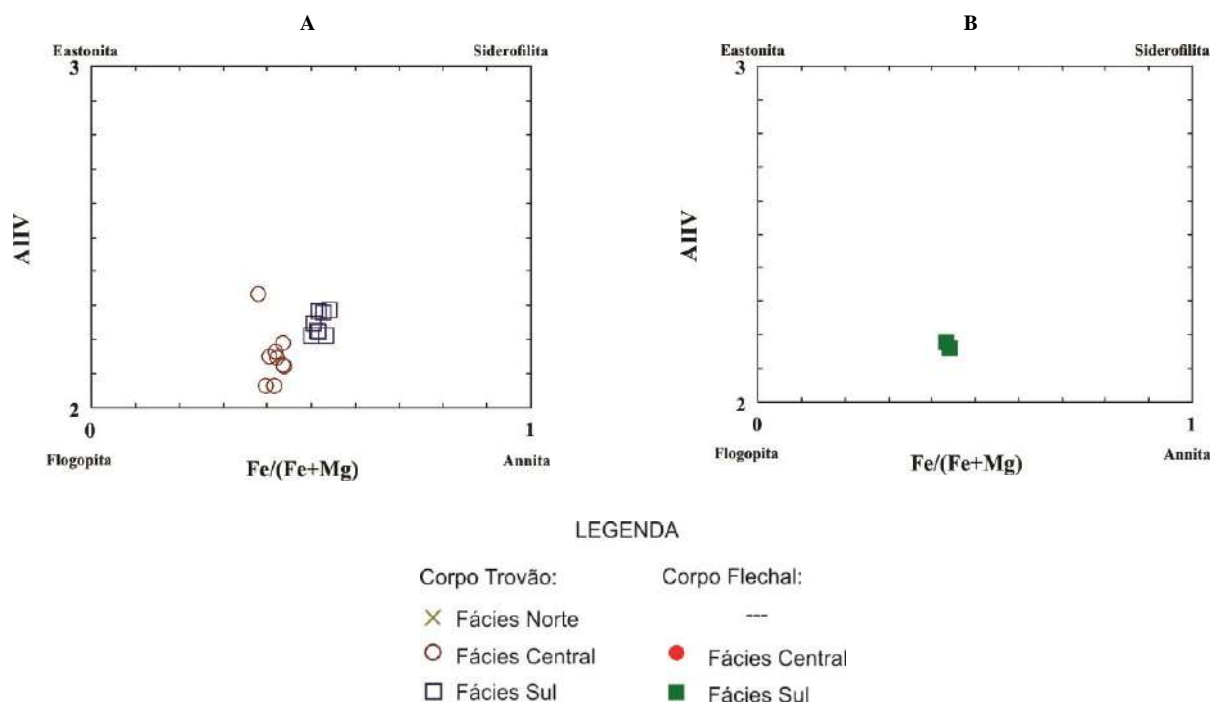 A
Eastonita Siderofilita
3
AlIV
2
0 1
Flogopita Fe/(Fe+Mg) Annita
B
Eastonita Siderofilita
3
AlIV
2
0 1
Flogopita Fe/(Fe+Mg) Annita
LEGENDA
Corpo Trovão: Corpo Flechal:
Fácies Norte ---
Fácies Central Fácies Central
Fácies Sul Fácies Sul